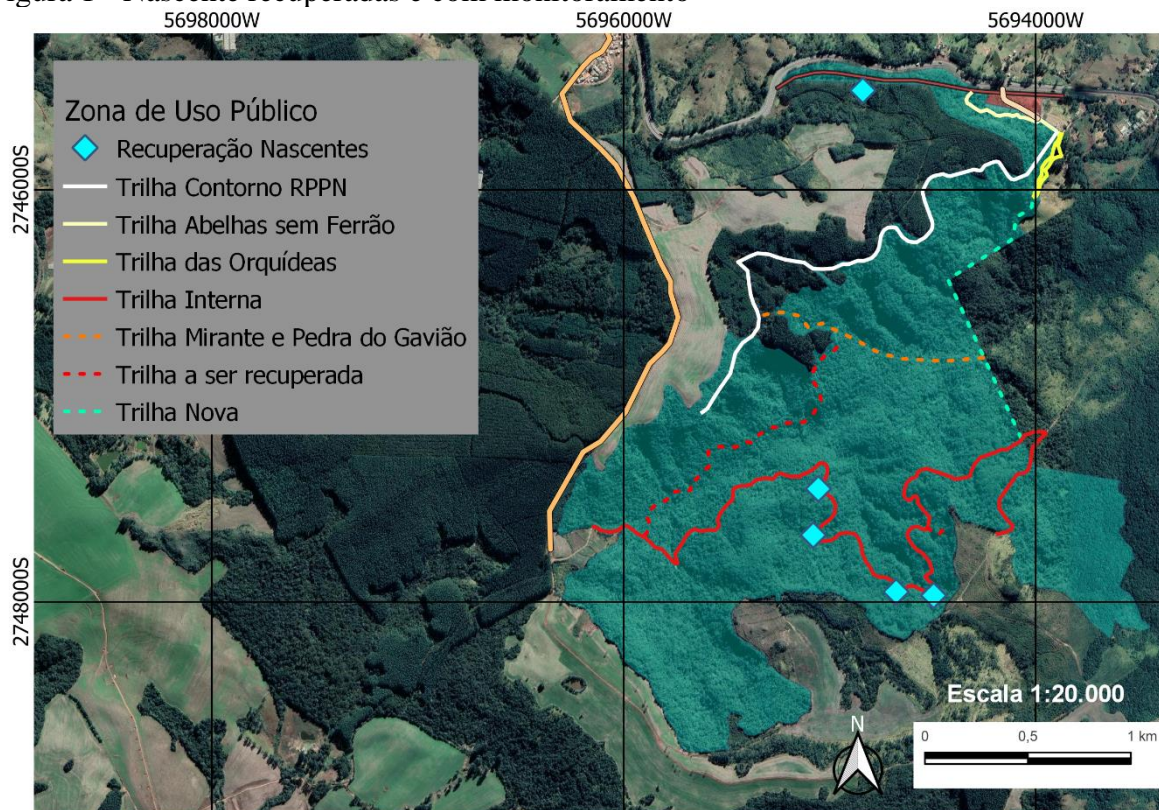 5698000W 5696000W 5694000W
Zona de Uso Público
Recuperação Nascentes
Trilha Contorno RPPN
Trilha Abelhas sem Ferrão
Trilha das Orquídeas
Trilha Interna
Trilha Mirante e Pedra do Gavião
Trilha a ser recuperada
Trilha Nova
2746000S
2748000S
Escala 1:20.000
N
0 0,5 1 km